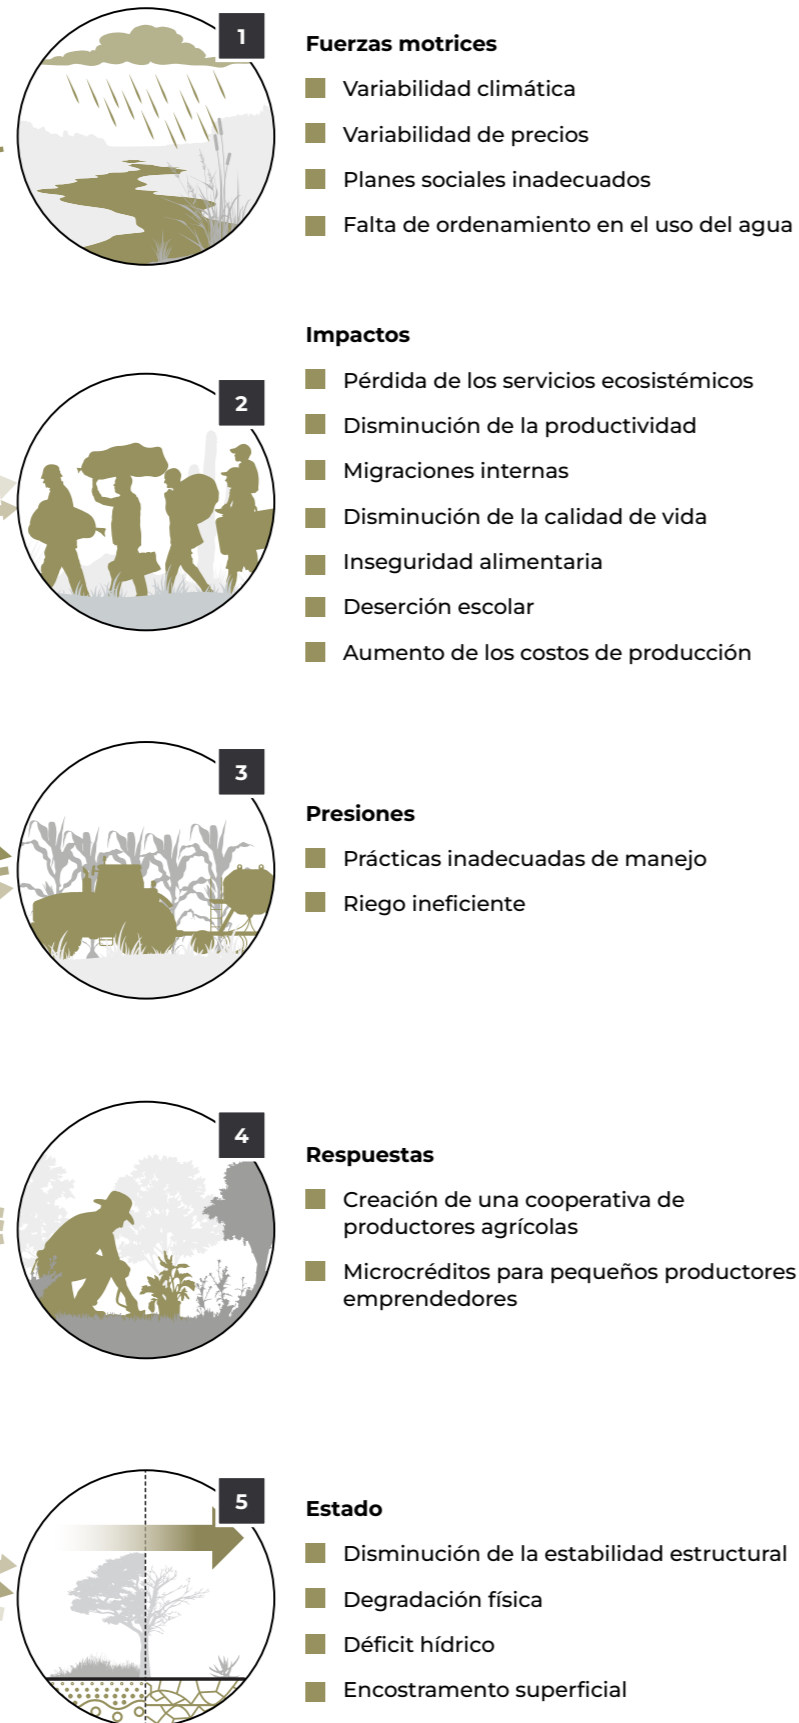 1
Fuerzas motrices
Variabilidad climática
Variabilidad de precios
Planes sociales inadecuados
Falta de ordenamiento en el uso del agua
2
Impactos
Pérdida de los servicios ecosistémicos
Disminución de la productividad
Migraciones internas
Disminución de la calidad de vida
Inseguridad alimentaria
Deserción escolar
Aumento de los costos de producción
3
Presiones
Prácticas inadecuadas de manejo
Riego ineficiente
4
Respuestas
Creación de una cooperativa de
productores agrícolas
Microcréditos para pequeños productores
emprendedores
5
Estado
Disminución de la estabilidad estructural
Degradación física
Déficit hídrico
Encostramento superficial